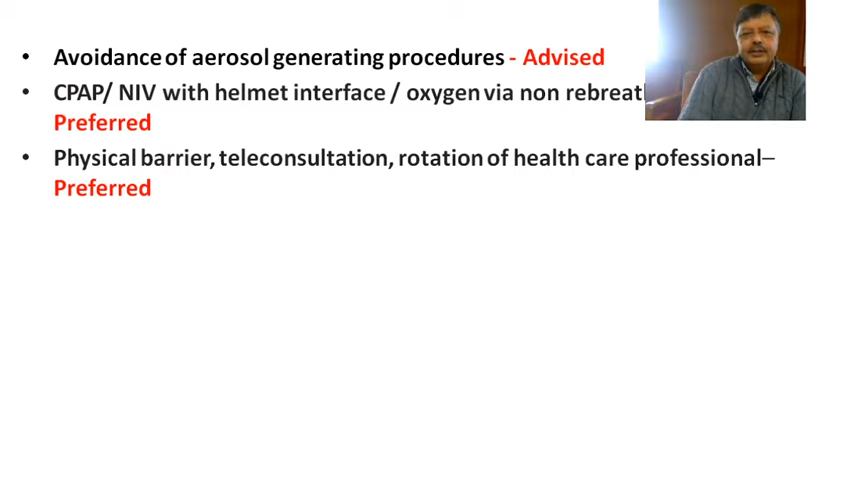 • Avoidance of aerosol generating procedures - Advised
• CPAP/ NIV with helmet interface / oxygen via non
Preferred
• Physical barrier, teleconsultation, rotation of health care professional–
Preferred